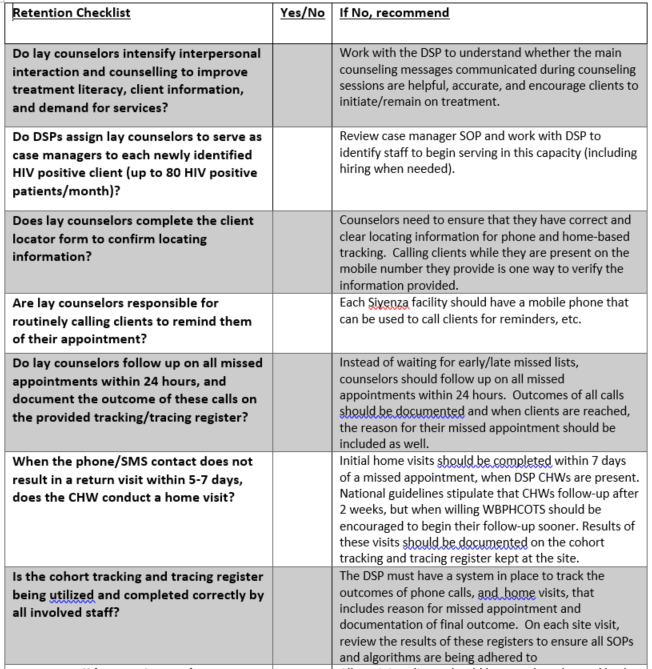 Retention Checklist
Yes/No
If No, recommend
Do lay counselors intensify interpersonal
interaction and counselling to improve
treatment literacy, client information,
and demand for services?
Work with the DSP to understand whether the main
counseling messages communicated during counseling
sessions are helpful, accurate, and encourage clients to
initiate/remain on treatment.
Do DSPs assign lay counselors to serve as
case managers to each newly identified
HIV positive client (up to 80 HIV positive
patients/month)?
Review case manager SOP and work with DSP to
identify staff to begin serving in this capacity (including
hiring when needed).
Does lay counselors complete the client
locator form to confirm locating
information?
Counselors need to ensure that they have correct and
clear locating information for phone and home-based
tracking. Calling clients while they are present on the
mobile number they provide is one way to verify the
information provided.
Are lay counselors responsible for
routinely calling clients to remind them
of their appointment?
Each Siyenza facility should have a mobile phone that
can be used to call clients for reminders, etc.
Do lay counselors follow up on all missed
appointments within 24 hours, and
document the outcome of these calls on
the provided tracking/tracing register?
Instead of waiting for early/late missed lists,
counselors should follow up on all missed
appointments within 24 hours. Outcomes of all calls
should be documented and when clients are reached,
the reason for their missed appointment should be
included as well.
When the phone/SMS contact does not
result in a return visit within 5-7 days,
does the CHW conduct a home visit?
Initial home visits should be completed within 7 days
of a missed appointment, when DSP CHWs are present.
National guidelines stipulate that CHWs follow-up after
2 weeks, but when willing WBPHCOTS should be
encouraged to begin their follow-up sooner. Results of
these visits should be documented on the cohort
tracking and tracing register kept at the site.
Is the cohort tracking and tracing register
being utilized and completed correctly by
all involved staff?
The DSP must have a system in place to track the
outcomes of phone calls, and home visits, that
includes reason for missed appointment and
documentation of final outcome. On each site visit,
review the results of these registers to ensure all SOPs
and algorithms are being adhered to